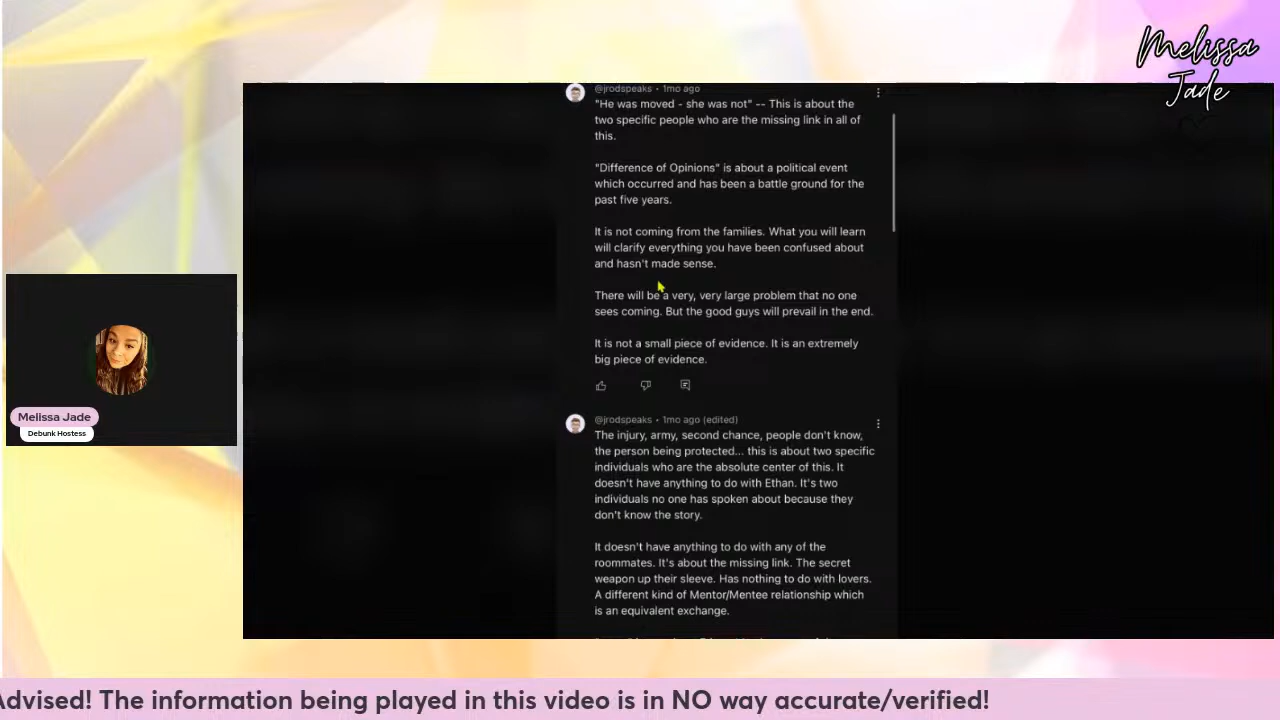 Melissa
Jade
@jrodspeaks • 1mo ago
"He was moved - she was not" -- This is about the
two specific people who are the missing link in all of
this.
"Difference of Opinions" is about a political event
which occurred and has been a battle ground for the
past five years.
It is not coming from the families. What you will learn
will clarify everything you have been confused about
and hasn't made sense.
There will be a very, very large problem that no one
sees coming. But the good guys will prevail in the end.
It is not a small piece of evidence. It is an extremely
big piece of evidence.
@jrodspeaks • 1mo ago (edited)
The injury, army, second chance, people don't know,
the person being protected... this is about two specific
individuals who are the absolute center of this. It
doesn't have anything to do with Ethan. It's two
individuals no one has spoken about because they
don't know the story.
It doesn't have anything to do with any of the
roommates. It's about the missing link. The secret
weapon up their sleeve. Has nothing to do with lovers.
A different kind of Mentor/Mentee relationship which
is an equivalent exchange.
Melissa Jade
Debunk Hostess
Advised! The information being played in this video is in NO way accurate/verified!